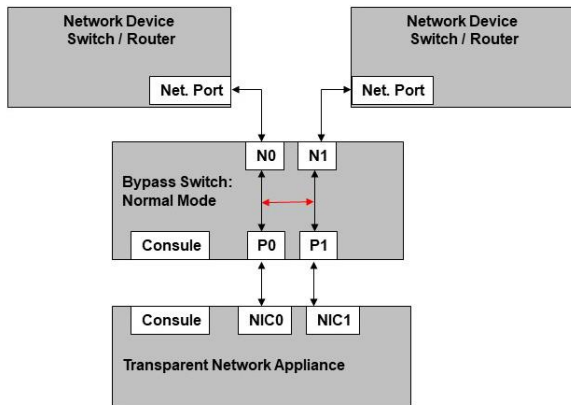 Network Device
Switch / Router
Network Device
Switch / Router
Net. Port
Net. Port
N0
N1
Bypass Switch:
Normal Mode
Consule
P0
P1
Consule
NIC0
NIC1
Transparent Network Appliance